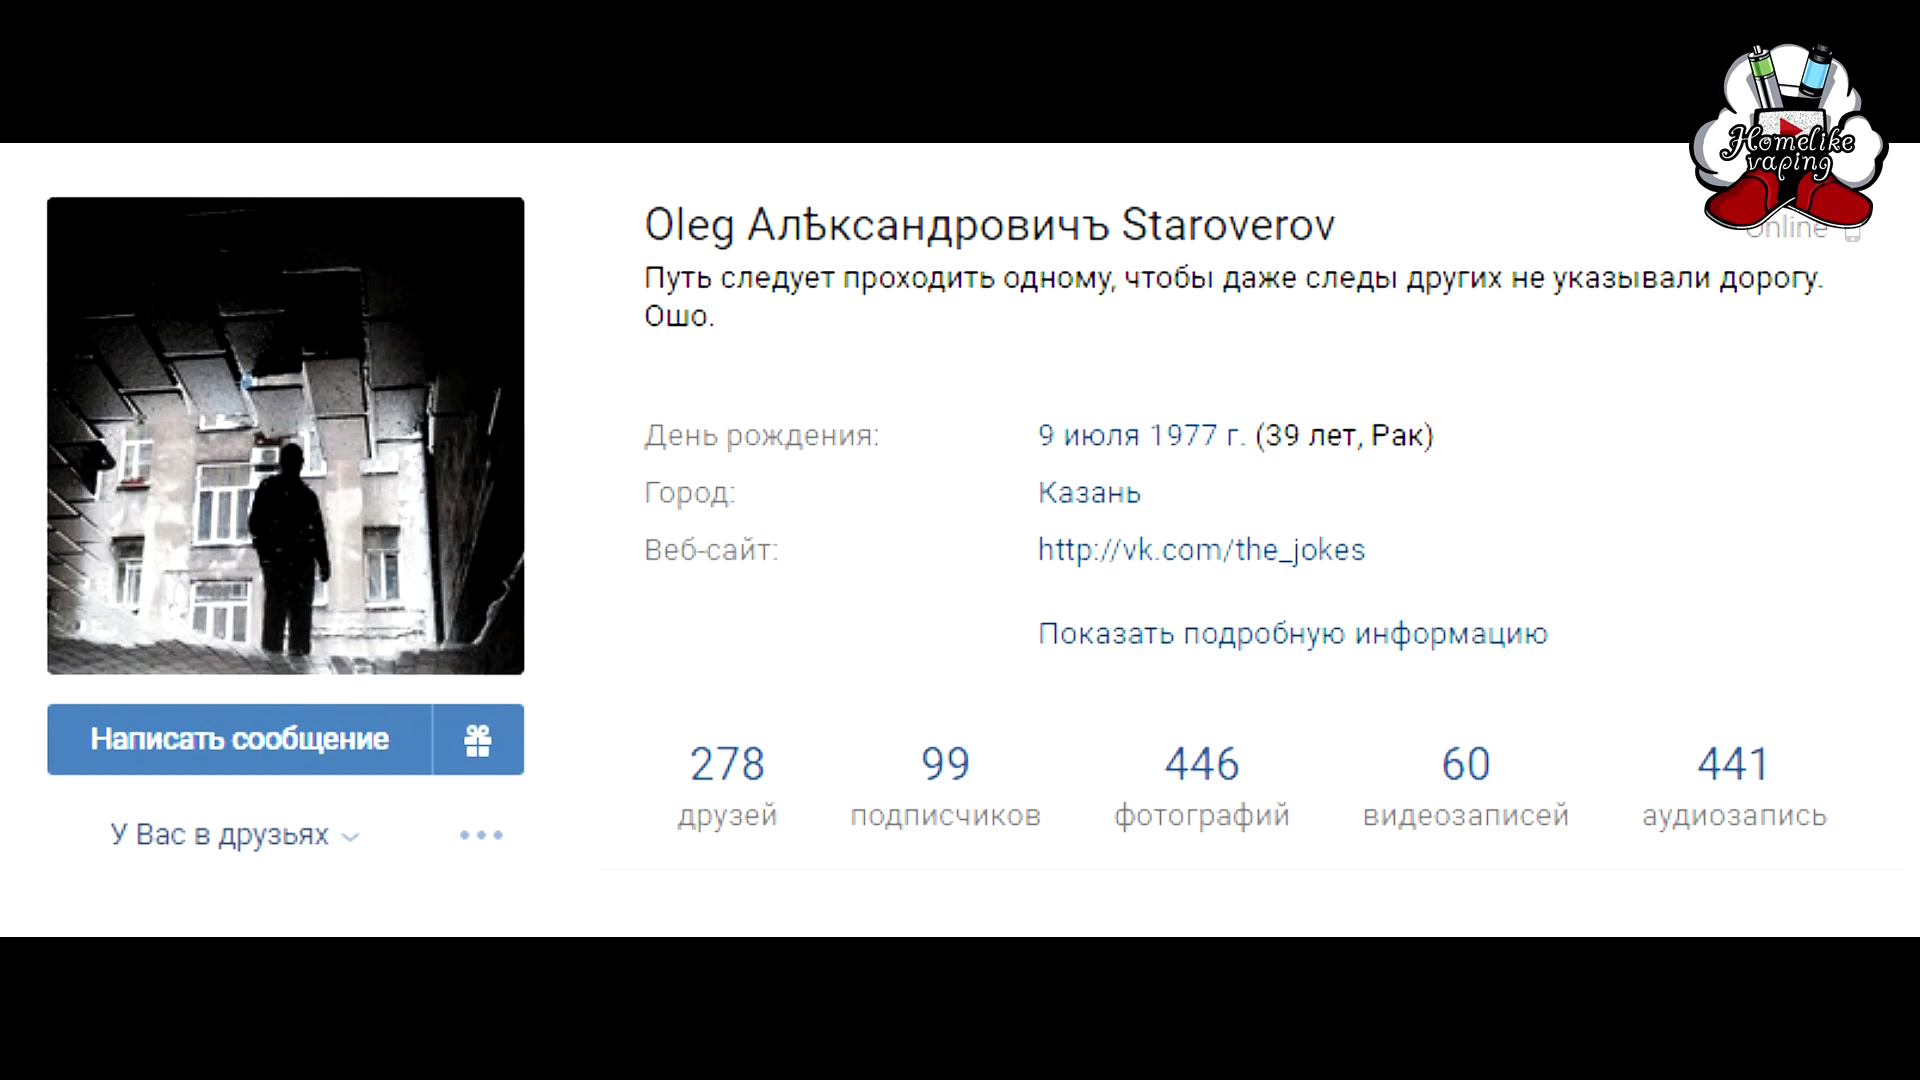 Homelike
vaping
Oleg Алѣксандровичъ Staroverov
Online
Путь следует проходить одному, чтобы даже следы других не указывали дорогу.
Ошо.
День рождения: 9 июля 1977 г. (39 лет, Рак)
Город: Казань
Веб-сайт: http://vk.com/the_jokes
Показать подробную информацию
278 99 446 60 441
друзей подписчиков фотографий видеозаписей аудиозапись
Написать сообщение
У Вас в друзьях